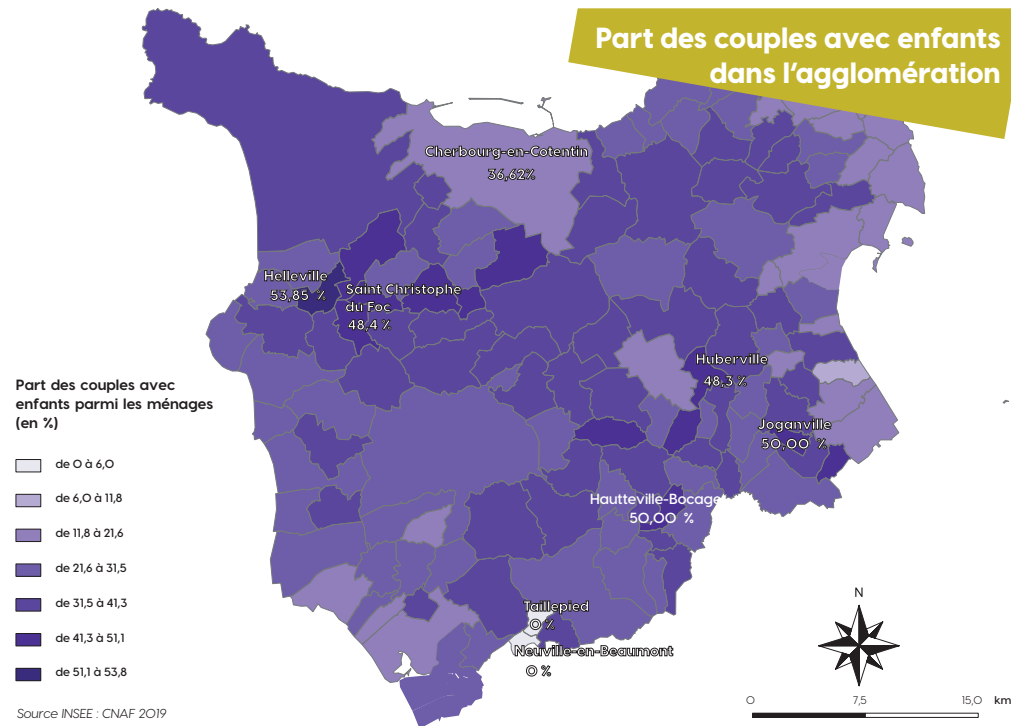 Part des couples avec enfants
dans l'agglomération
Cherbourg-en-Cotentin
36,62%
Helleville
53,85 %
Saint Christophe
du Foc
48,4 %
Huberville
48,3 %
Joganville
50,00 %
Hautteville-Bocage
50,00 %
Taillepied
0 %
Neuville-en-Beaumont
0 %
Part des couples avec
enfants parmi les ménages
(en %)
de 0 à 6,0
de 6,0 à 11,8
de 11,8 à 21,6
de 21,6 à 31,5
de 31,5 à 41,3
de 41,3 à 51,1
de 51,1 à 53,8
Source INSEE : CNAF 2019
N
0 7,5 15,0 km